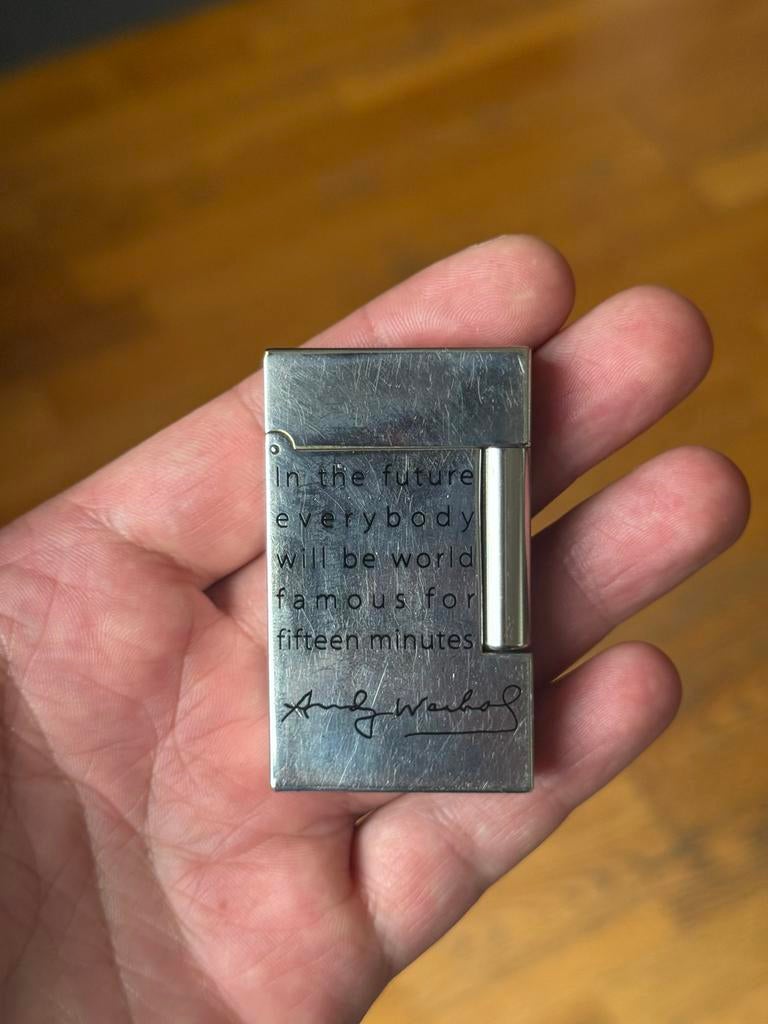 In the future
everybody
will be world
famous for
fifteen minutes
Andy Warhol